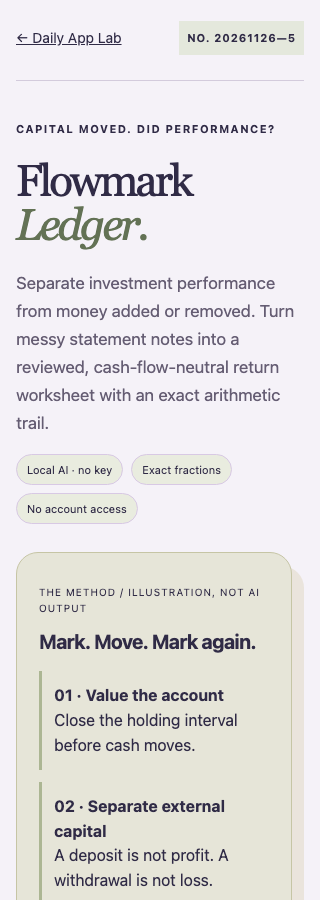 ← Daily App Lab
NO. 20261126—5
CAPITAL MOVED. DID PERFORMANCE?
Flowmark
Ledger.
Separate investment performance
from money added or removed. Turn
messy statement notes into a
reviewed, cash-flow-neutral return
worksheet with an exact arithmetic
trail.
Local AI · no key
Exact fractions
No account access
THE METHOD / ILLUSTRATION, NOT AI
OUTPUT
Mark. Move. Mark again.
01 · Value the account
Close the holding interval
before cash moves.
02 · Separate external
capital
A deposit is not profit. A
withdrawal is not loss.